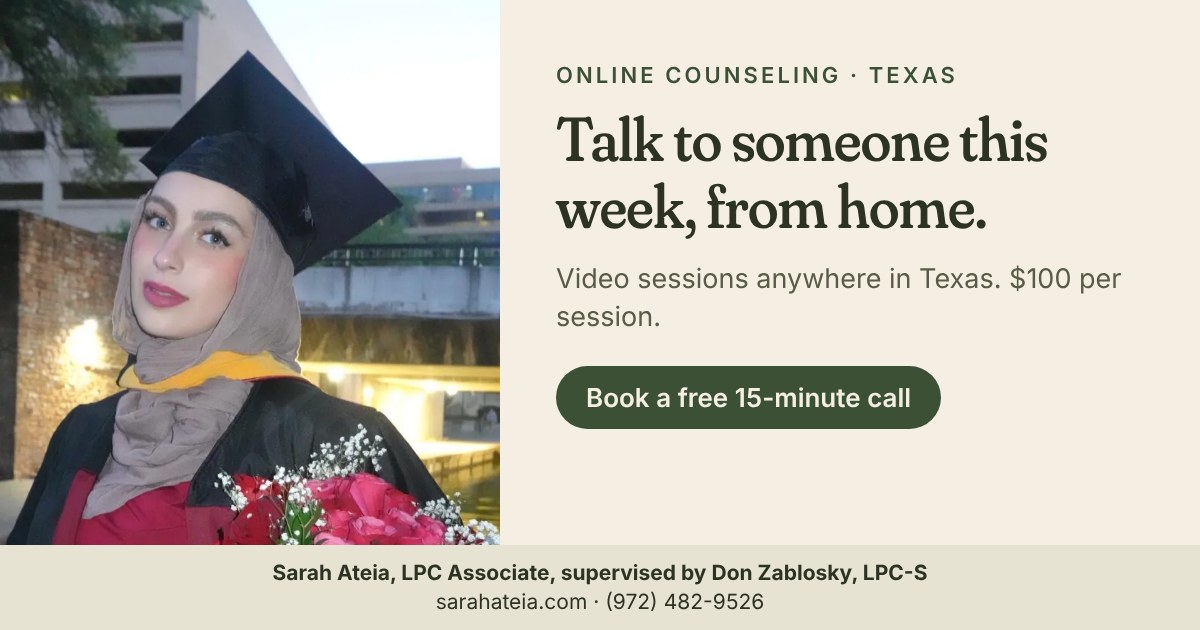 ONLINE COUNSELING · TEXAS
Talk to someone this
week, from home.
Video sessions anywhere in Texas. $100 per
session.
Book a free 15-minute call
Sarah Ateia, LPC Associate, supervised by Don Zablosky, LPC-S
sarahateia.com · (972) 482-9526